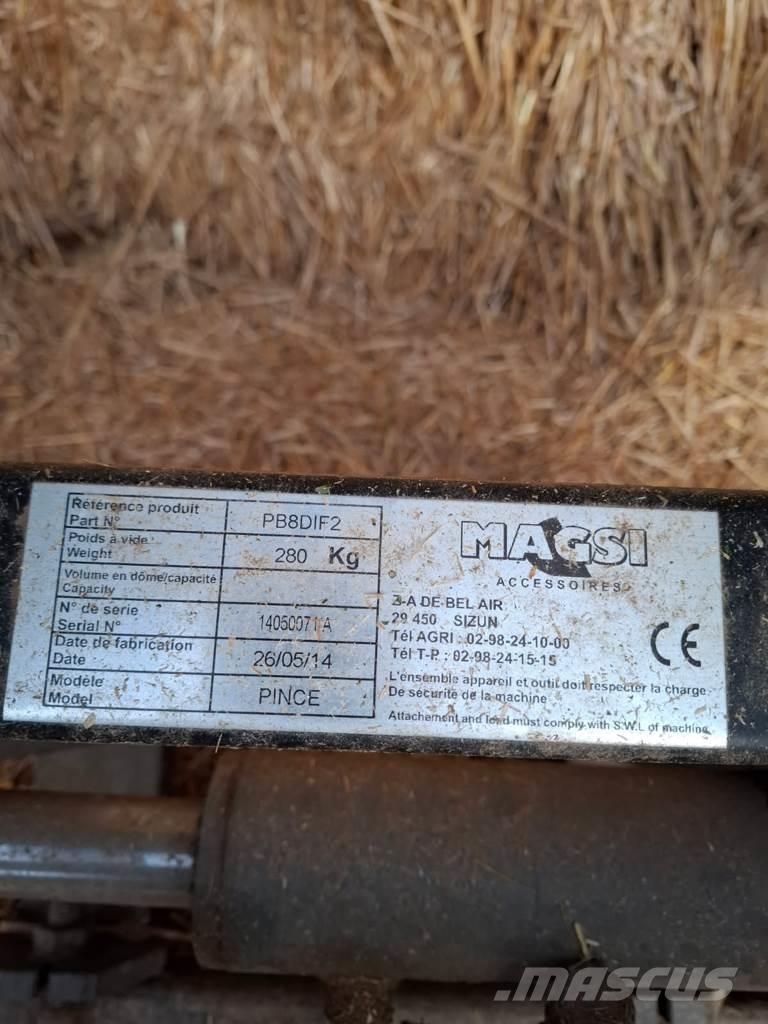 Référence produit
Part N°
PB8DIF2
Poids à vide
Weight
280 Kg
Volume en dôme/capacité
Capacity
N° de série
Serial N°
14050071 A
Date de fabrication
Date
26/05/14
Modèle
Model
PINCE
MAGSI
ACCESSOIRES
Z-A DE BEL AIR
29 450 SIZUN
Tél AGRI : 02-98-24-10-00
Tél T-P : 02-98-24-15-15
CE
L'ensemble appareil et outil doit respecter la charge
De sécurité de la machine
Attachement and load must comply with S.W.L of machine
MASCUS